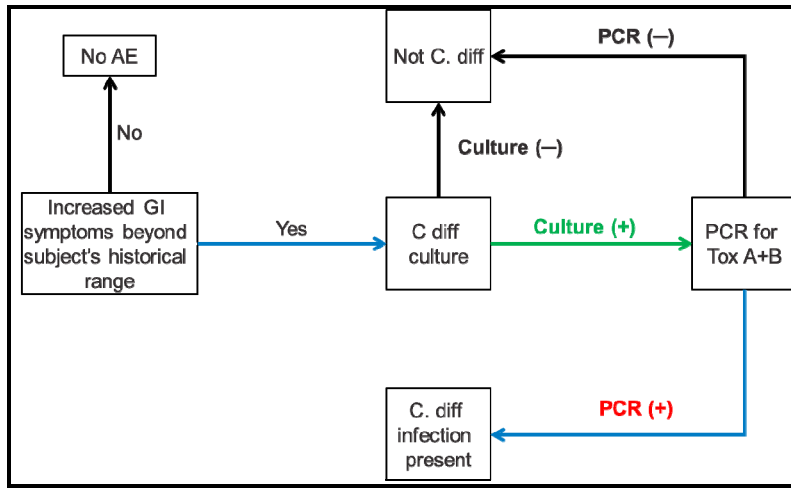 No AE
Not C. diff
PCR (—)
No
Culture (—)
Increased GI
symptoms beyond
subject's historical
range
Yes
C diff
culture
Culture (+)
PCR for
Tox A+B
C. diff
infection
present
PCR (+)